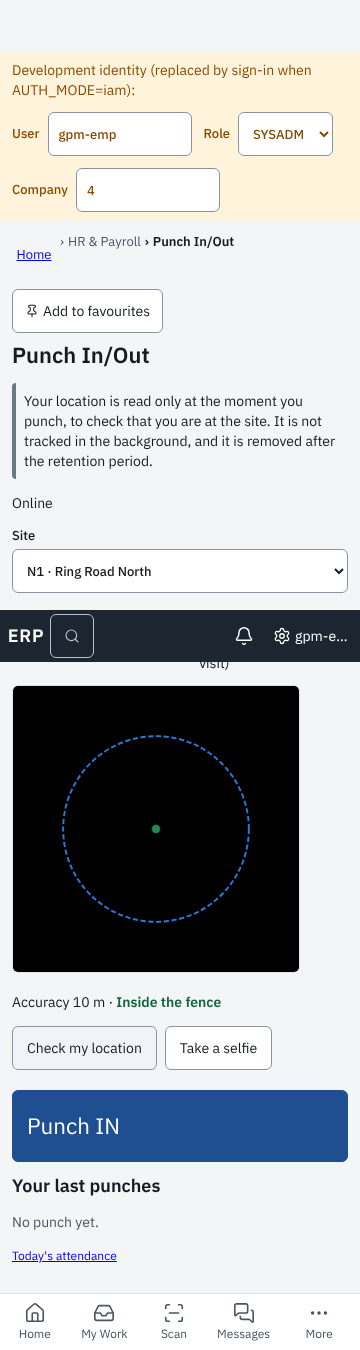 Development identity (replaced by sign-in when
AUTH_MODE=iam):
User gpm-emp Role SYSADM
Company 4
Home › HR & Payroll › Punch In/Out
Add to favourites
Punch In/Out
Your location is read only at the moment you
punch, to check that you are at the site. It is not
tracked in the background, and it is removed after
the retention period.
Online
Site
N1 · Ring Road North
ERP gpm-e...
visit)
Accuracy 10 m · Inside the fence
Check my location Take a selfie
Punch IN
Your last punches
No punch yet.
Today's attendance
Home My Work Scan Messages More